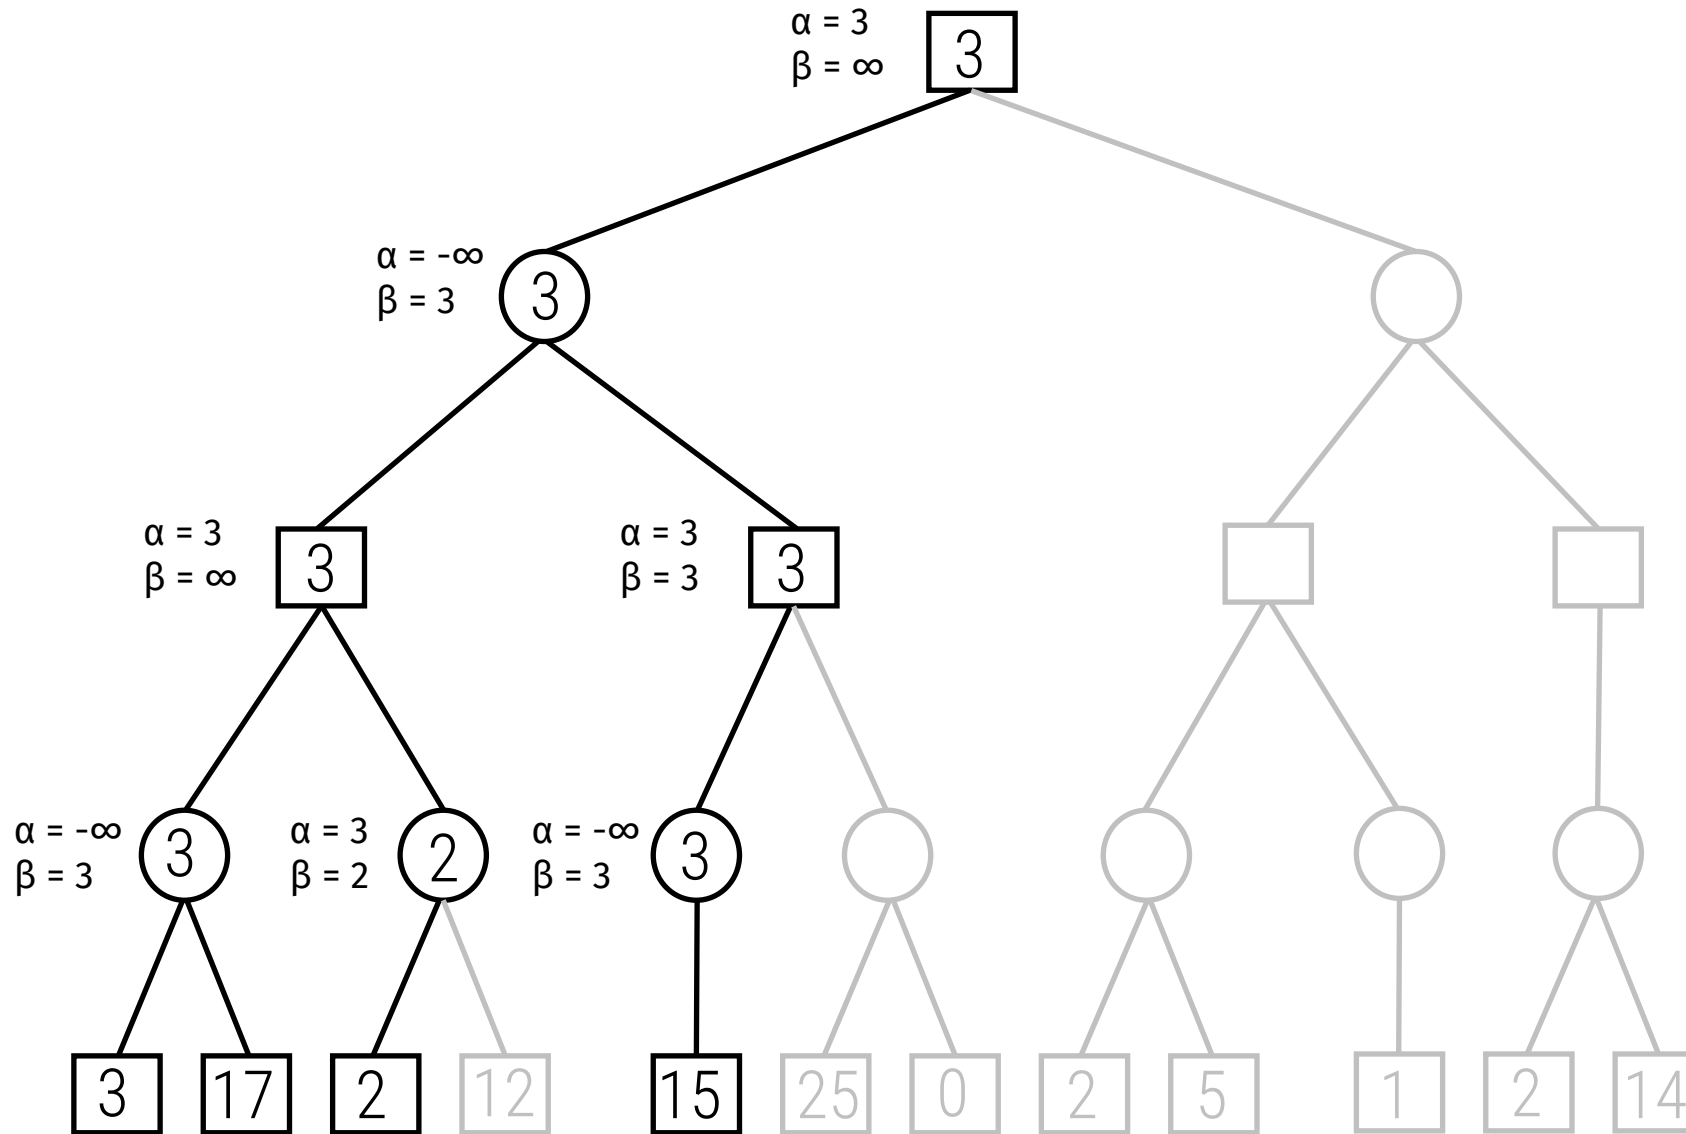 α = 3
β = ∞
3
α = -∞
β = 3
3
α = 3
β = ∞
3
α = 3
β = 3
3
α = -∞
β = 3
3
α = 3
β = 2
2
α = -∞
β = 3
3
3
17
2
12
15
25
0
2
5
1
2
14